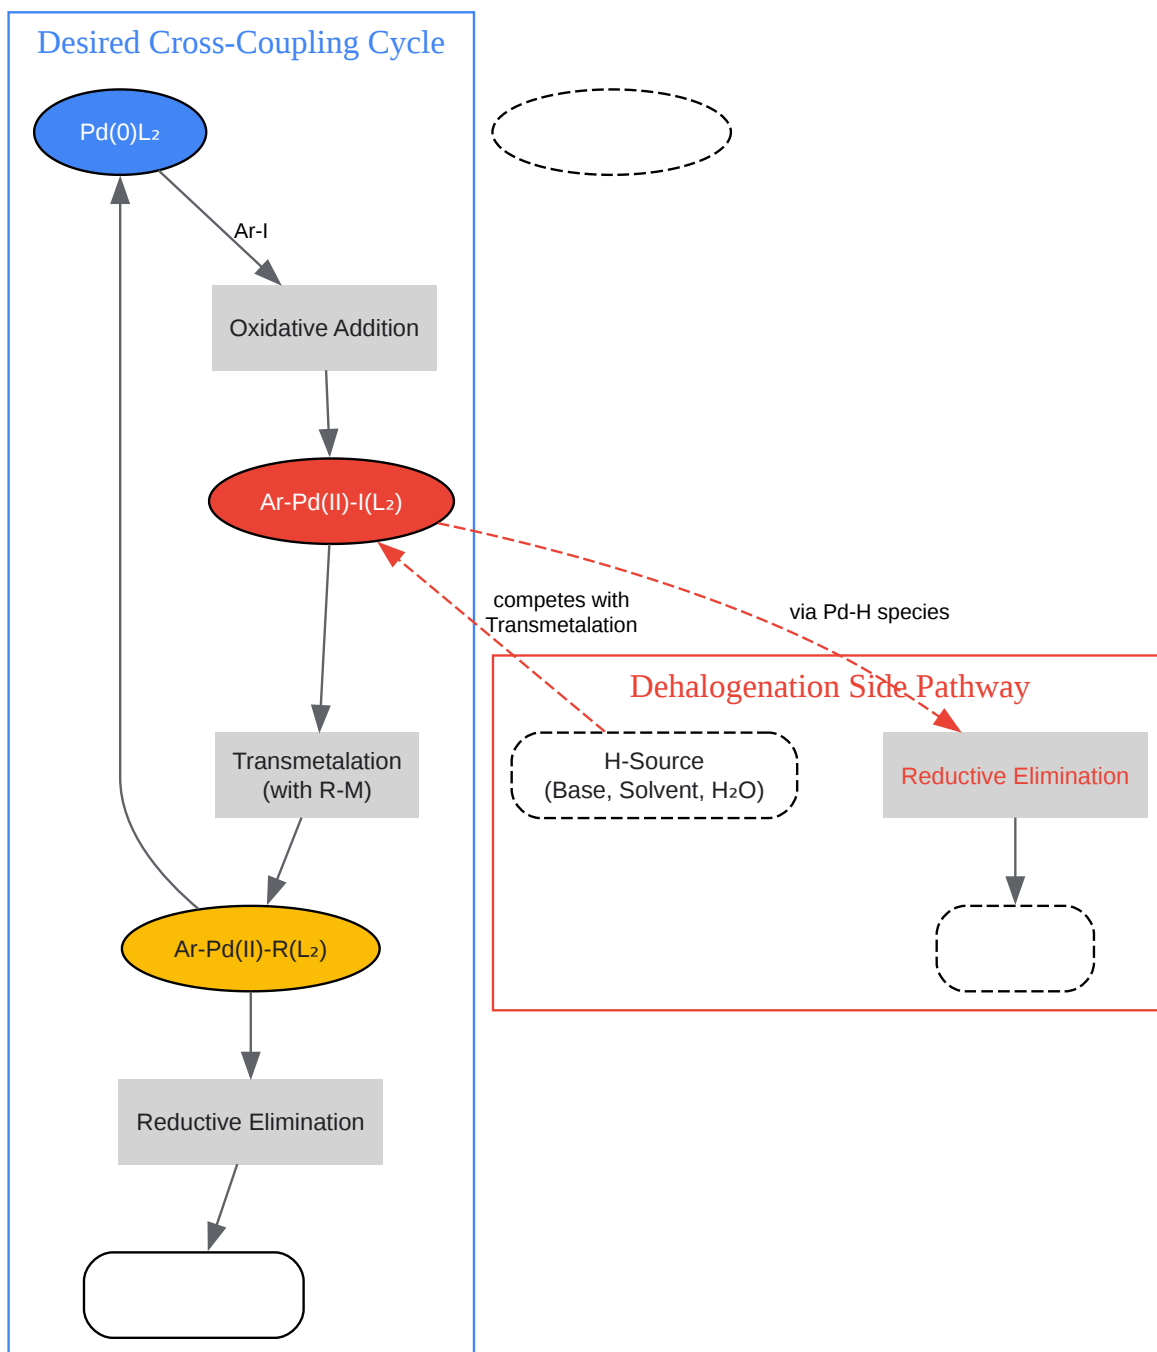 Desired Cross-Coupling Cycle
Pd(0)L₂
Ar-I
Oxidative Addition
Ar-Pd(II)-I(L₂)
competes with
Transmetalation
via Pd-H species
Dehalogenation Side Pathway
Transmetalation
(with R-M)
H-Source
(Base, Solvent, H₂O)
Reductive Elimination
Ar-Pd(II)-R(L₂)
Reductive Elimination